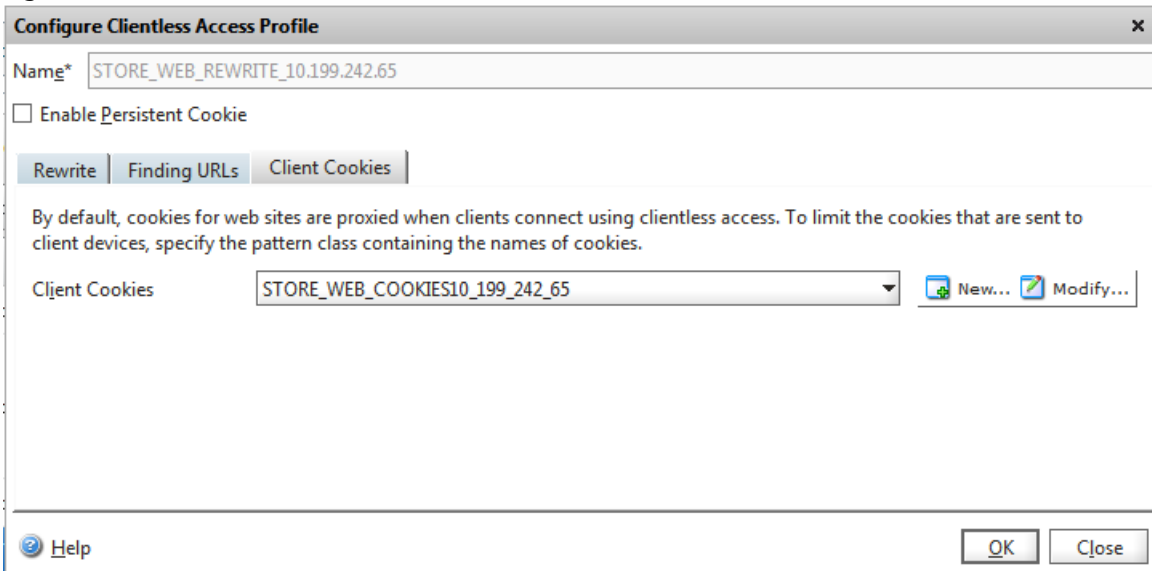 Configure Clientless Access Profile
Name* STORE_WEB_REWRITE_10.199.242.65
Enable Persistent Cookie
Rewrite Finding URLs Client Cookies
By default, cookies for web sites are proxied when clients connect using clientless access. To limit the cookies that are sent to
client devices, specify the pattern class containing the names of cookies.
Client Cookies STORE_WEB_COOKIES10_199_242_65 New... Modify...
Help OK Close